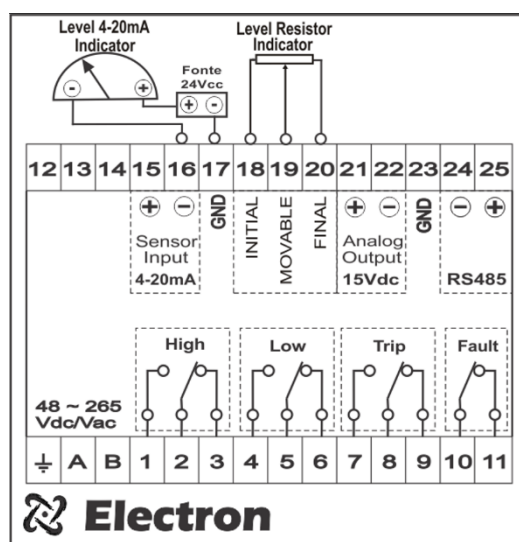 Level 4-20mA
Indicator
Level Resistor
Indicator
Fonte
24Vcc
- +
+ -
12 13 14 15 16 17 18 19 20 21 22 23 24 25
+ - GND INITIAL MOVABLE FINAL + - GND - +
Sensor
Input
4-20mA
Analog
Output
15Vdc
RS485
High Low Trip Fault
48 ~ 265
Vdc/Vac
A B 1 2 3 4 5 6 7 8 9 10 11
Electron